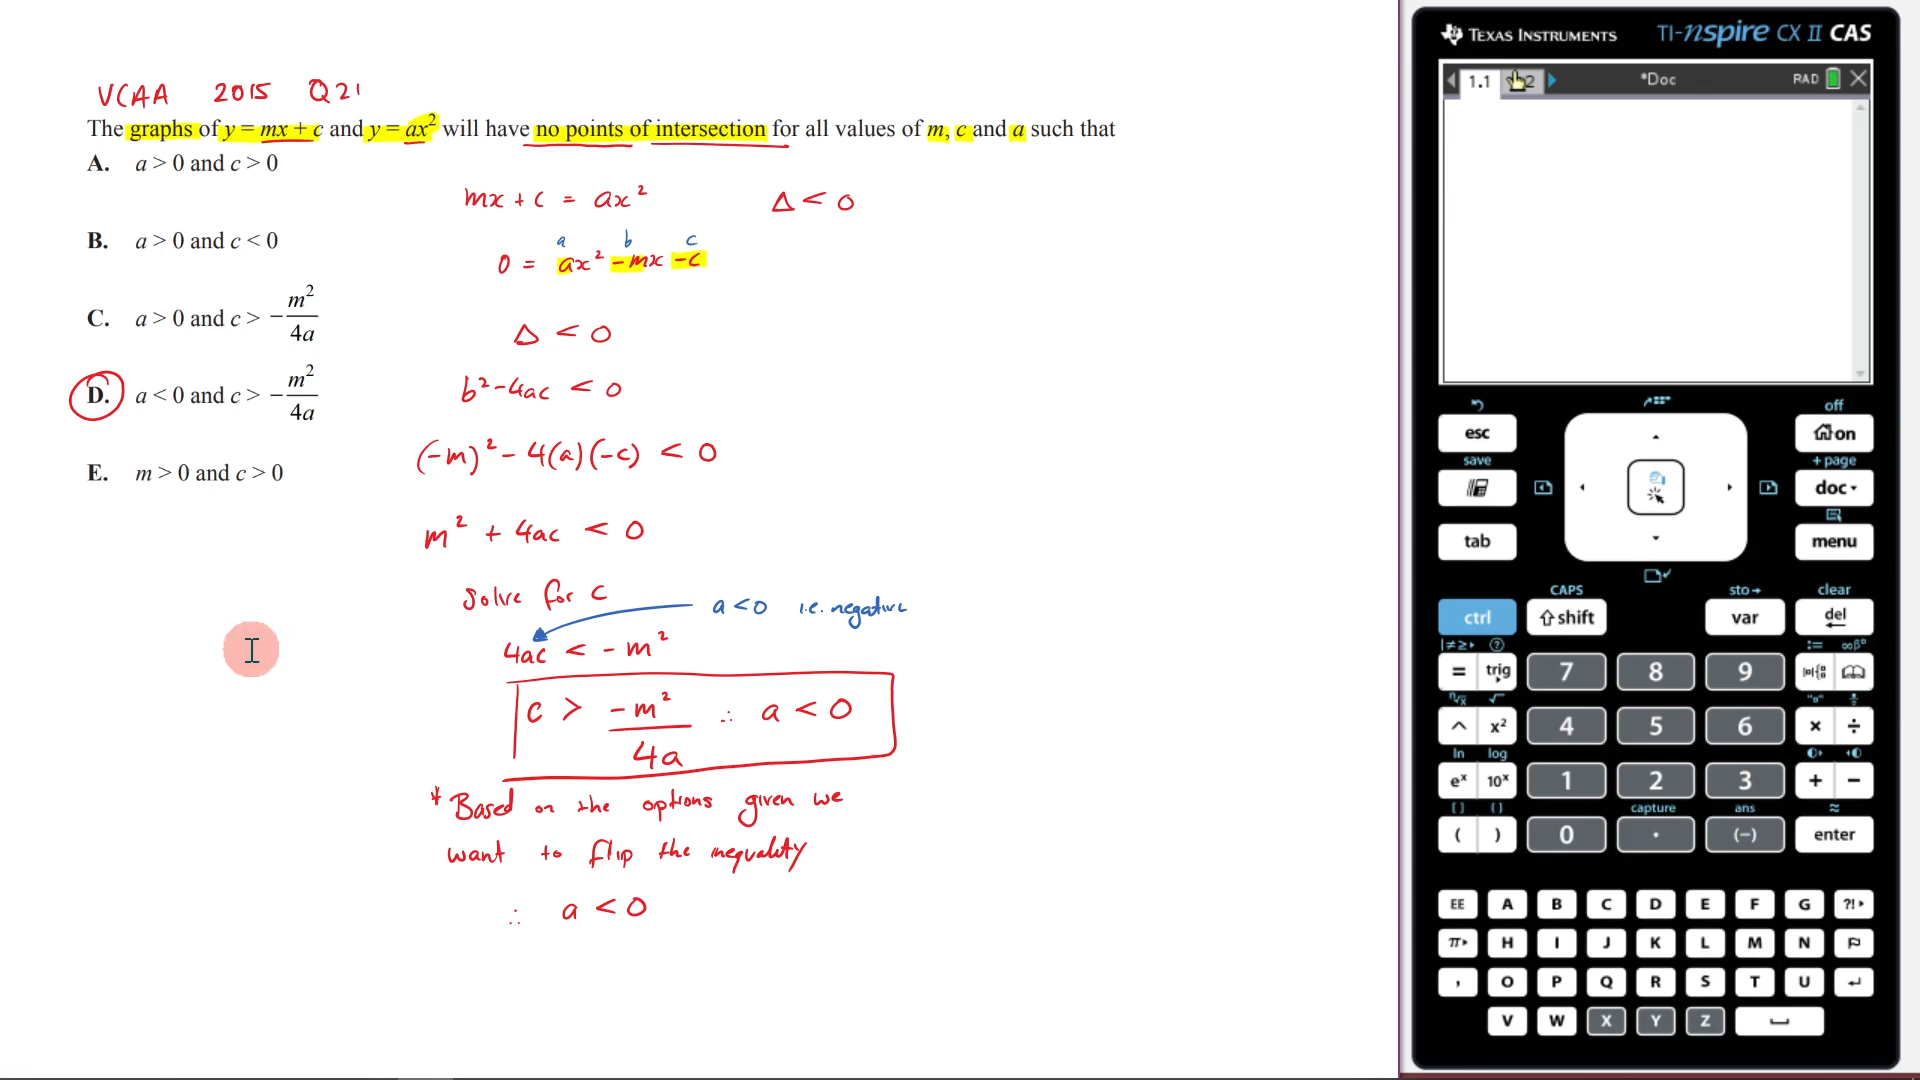 VCAA 2015 Q21
The graphs of y = mx + c and y = ax² will have no points of intersection for all values of m, c and a such that
A. a > 0 and c > 0
B. a > 0 and c < 0
C. a > 0 and c > −m²/4a
D. a < 0 and c > −m²/4a
E. m > 0 and c > 0
mx + c = ax²
Δ < 0
a b c
0 = ax² − mx − c
Δ < 0
b² − 4ac < 0
(−m)² − 4(a)(−c) < 0
m² + 4ac < 0
Solve for c
a < 0 i.e. negative
4ac < −m²
c > −m²/4a ∴ a < 0
* Based on the options given we
want to flip the inequality
∴ a < 0
TEXAS INSTRUMENTS TI-nspire CX II CAS
1.1 2 *Doc RAD
off
esc on
save +page
doc
tab menu
CAPS sto→ clear
ctrl shift var del
|≠≥▸ ? := ∞β°
= trig 7 8 9
ⁿ√x √ "°
^ x² 4 5 6 × ÷
ln log
eˣ 10ˣ 1 2 3 + −
[ ] { } capture ans ≈
( ) 0 . (−) enter
EE A B C D E F G ?!▸
π▸ H I J K L M N
, O P Q R S T U ↵
V W X Y Z